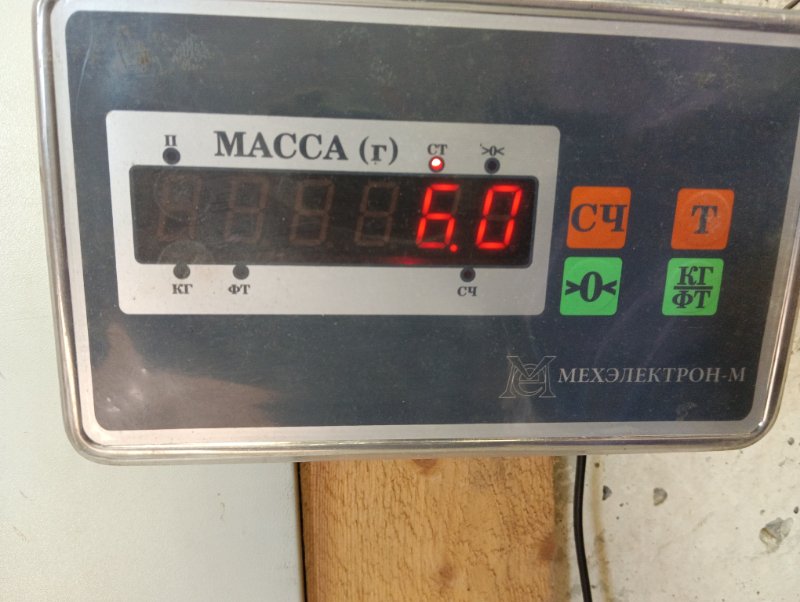 П МАССА (г) СТ >0<
6.0
КГ ФТ СЧ
СЧ Т
>0< КГ
ФТ
МЕХЭЛЕКТРОН-М